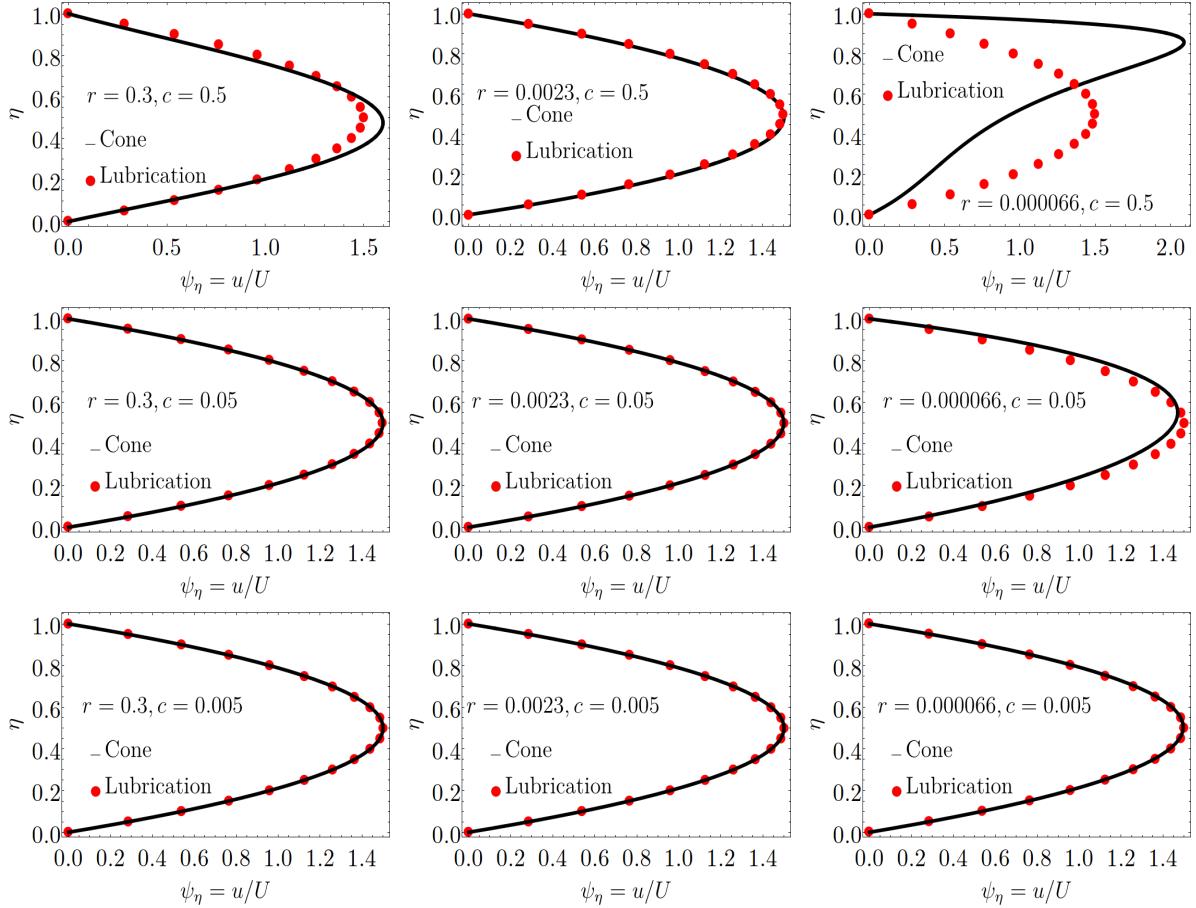 η
1.0
0.8
r = 0.3, c = 0.5
0.6
0.4
– Cone
0.2
● Lubrication
0.0
0.0 0.5 1.0 1.5
ψ_η = u/U
η
1.0
0.8
0.6
r = 0.0023, c = 0.5
– Cone
0.4
● Lubrication
0.2
0.0
0.0 0.2 0.4 0.6 0.8 1.0 1.2 1.4
ψ_η = u/U
η
1.0
0.8
– Cone
0.6
● Lubrication
0.4
0.2
r = 0.000066, c = 0.5
0.0
0.0 0.5 1.0 1.5 2.0
ψ_η = u/U
η
1.0
0.8
0.6
r = 0.3, c = 0.05
0.4
– Cone
0.2
● Lubrication
0.0
0.0 0.2 0.4 0.6 0.8 1.0 1.2 1.4
ψ_η = u/U
η
1.0
0.8
0.6
r = 0.0023, c = 0.05
0.4
– Cone
0.2
● Lubrication
0.0
0.0 0.2 0.4 0.6 0.8 1.0 1.2 1.4
ψ_η = u/U
η
1.0
0.8
0.6
r = 0.000066, c = 0.05
0.4
– Cone
0.2
● Lubrication
0.0
0.0 0.2 0.4 0.6 0.8 1.0 1.2 1.4
ψ_η = u/U
η
1.0
0.8
0.6
r = 0.3, c = 0.005
0.4
– Cone
0.2
● Lubrication
0.0
0.0 0.2 0.4 0.6 0.8 1.0 1.2 1.4
ψ_η = u/U
η
1.0
0.8
0.6
r = 0.0023, c = 0.005
0.4
– Cone
0.2
● Lubrication
0.0
0.0 0.2 0.4 0.6 0.8 1.0 1.2 1.4
ψ_η = u/U
η
1.0
0.8
0.6
r = 0.000066, c = 0.005
0.4
– Cone
0.2
● Lubrication
0.0
0.0 0.2 0.4 0.6 0.8 1.0 1.2 1.4
ψ_η = u/U